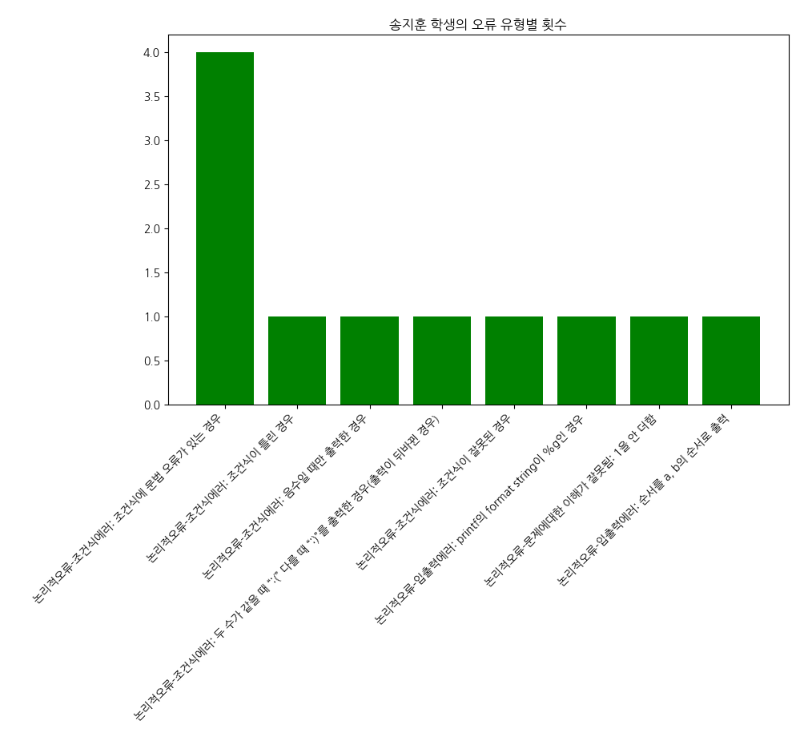 송지훈 학생의 오류 유형별 횟수
4.0
3.5
3.0
2.5
2.0
1.5
1.0
0.5
0.0
논리적오류-조건식에러: 조건식에 문법 오류가 있는 경우
논리적오류-조건식에러: 조건식이 틀린 경우
논리적오류-조건식에러: 음수일 때만 출력한 경우
논리적오류-조건식에러: 두 수가 같을 때 ":(" 다를 때 ":)"를 출력한 경우(출력이 뒤바뀐 경우)
논리적오류-조건식에러: 조건식이 잘못된 경우
논리적오류-입출력에러: printf의 format string이 %g인 경우
논리적오류-문제에대한 이해가 잘못됨: 1을 안 더함
논리적오류-입출력에러: 순서를 a, b의 순서로 출력